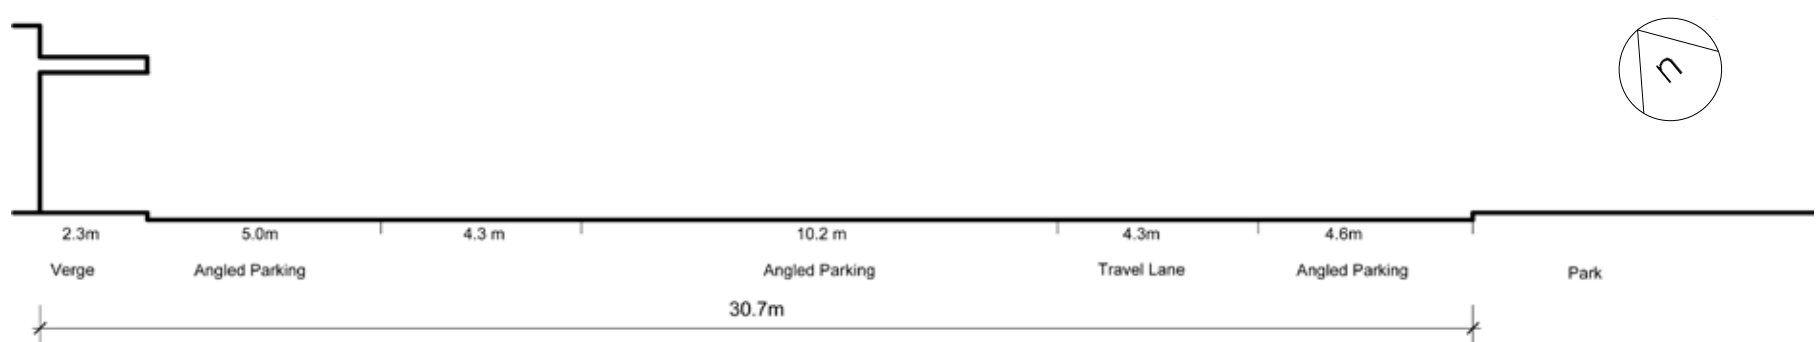 n
2.3m 5.0m 4.3 m 10.2 m 4.3m 4.6m
Verge Angled Parking Angled Parking Travel Lane Angled Parking Park
30.7m